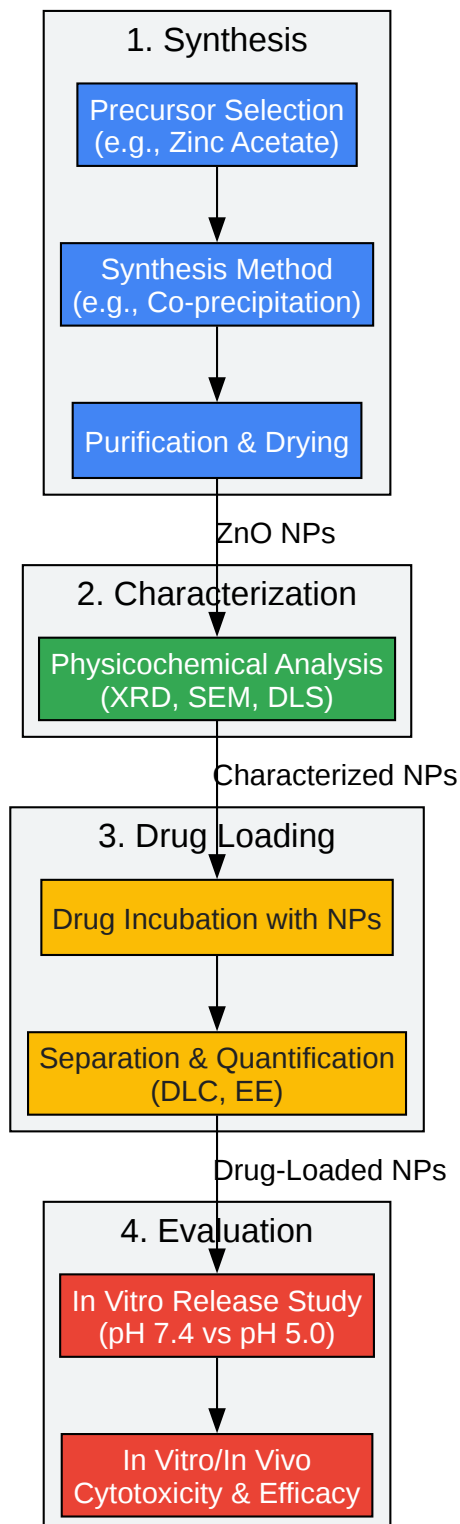 1. Synthesis
Precursor Selection
(e.g., Zinc Acetate)
Synthesis Method
(e.g., Co-precipitation)
Purification & Drying
ZnO NPs
2. Characterization
Physicochemical Analysis
(XRD, SEM, DLS)
Characterized NPs
3. Drug Loading
Drug Incubation with NPs
Separation & Quantification
(DLC, EE)
Drug-Loaded NPs
4. Evaluation
In Vitro Release Study
(pH 7.4 vs pH 5.0)
In Vitro/In Vivo
Cytotoxicity & Efficacy